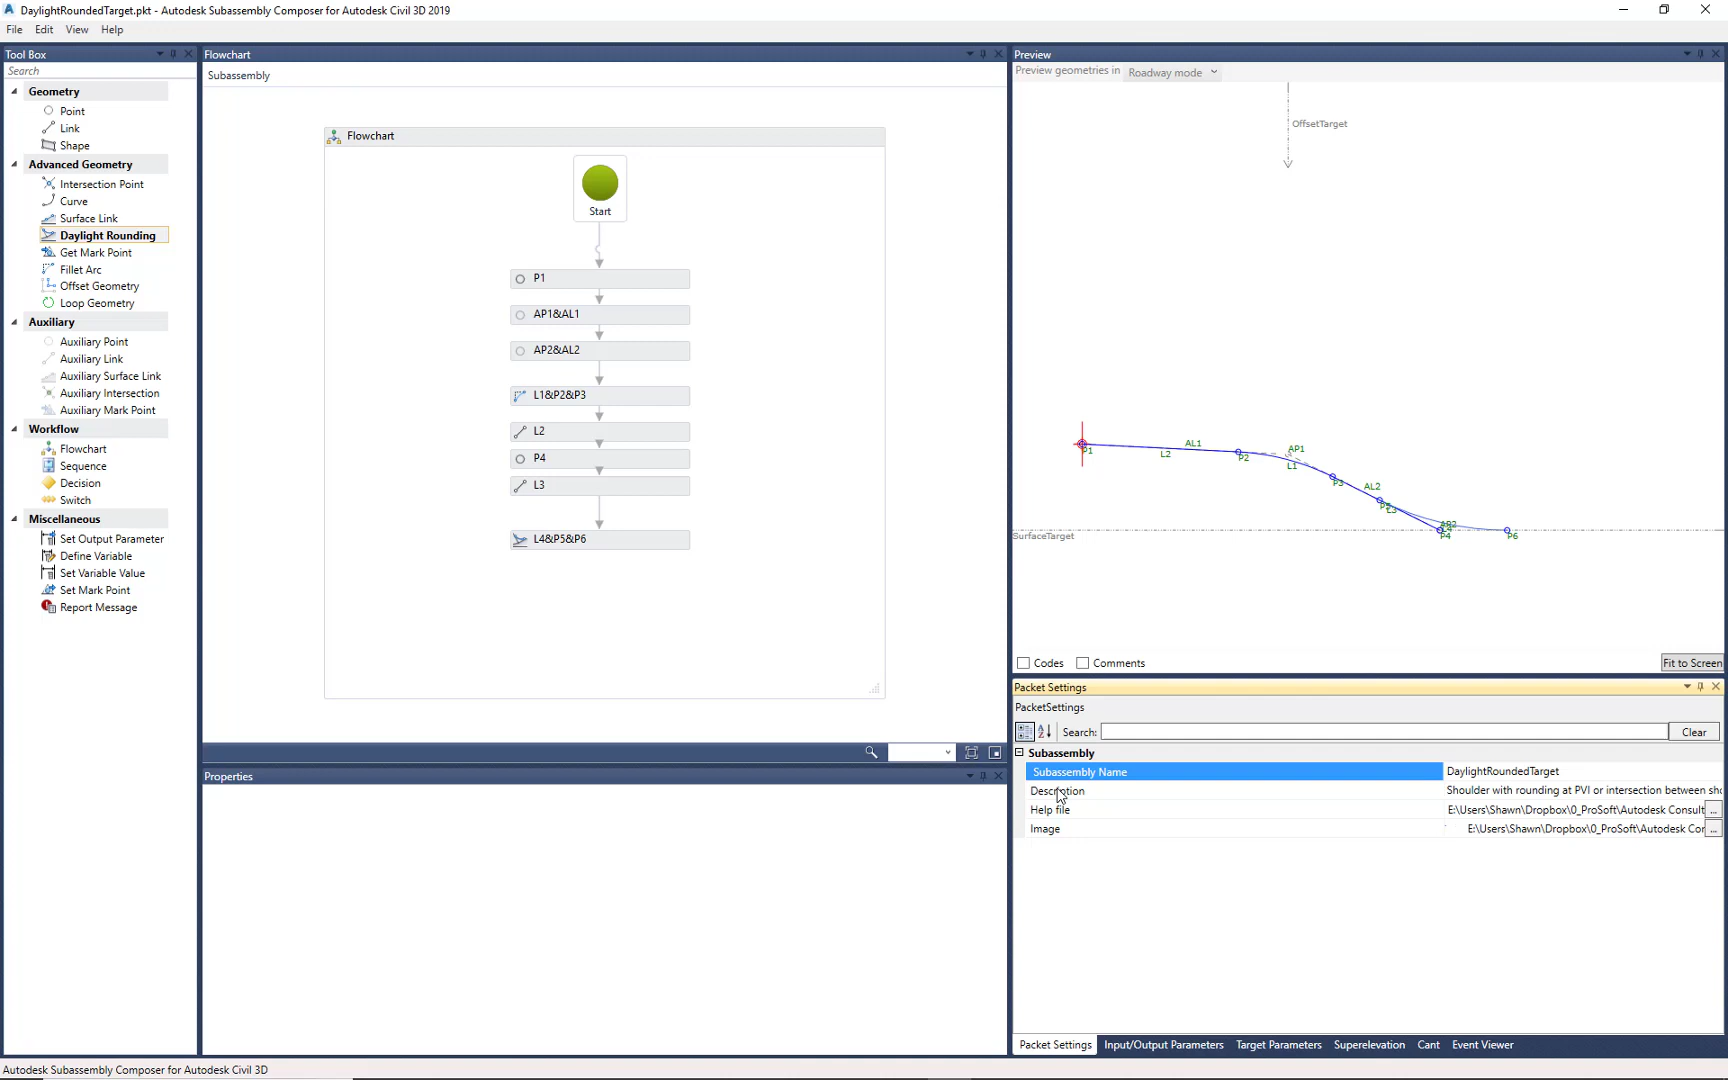 DaylightRoundedTarget.pkt - Autodesk Subassembly Composer for Autodesk Civil 3D 2019
File Edit View Help
Tool Box
Search
Geometry
Point
Link
Shape
Advanced Geometry
Intersection Point
Curve
Surface Link
Daylight Rounding
Get Mark Point
Fillet Arc
Offset Geometry
Loop Geometry
Auxiliary
Auxiliary Point
Auxiliary Link
Auxiliary Surface Link
Auxiliary Intersection
Auxiliary Mark Point
Workflow
Flowchart
Sequence
Decision
Switch
Miscellaneous
Set Output Parameter
Define Variable
Set Variable Value
Set Mark Point
Report Message
Flowchart
Subassembly
Flowchart
Start
P1
AP1&AL1
AP2&AL2
L1&P2&P3
L2
P4
L3
L4&P5&P6
Properties
Preview
Preview geometries in Roadway mode
OffsetTarget
P1
AL1
L2
P2
AP1
L1
P3
AL2
L3
P4
P6
SurfaceTarget
Codes Comments Fit to Screen
Packet Settings
PacketSettings
Search: Clear
Subassembly
Subassembly Name DaylightRoundedTarget
Description Shoulder with rounding at PVI or intersection between sho
Help file E:\Users\Shawn\Dropbox\0_ProSoft\Autodesk Consult ...
Image E:\Users\Shawn\Dropbox\0_ProSoft\Autodesk Cor ...
Packet Settings Input/Output Parameters Target Parameters Superelevation Cant Event Viewer
Autodesk Subassembly Composer for Autodesk Civil 3D